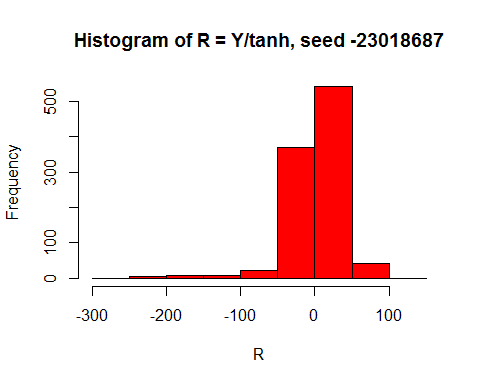 Histogram of R = Y/tanh, seed -23018687
Frequency
500
300
100
0
-300 -200 -100 0 100
R